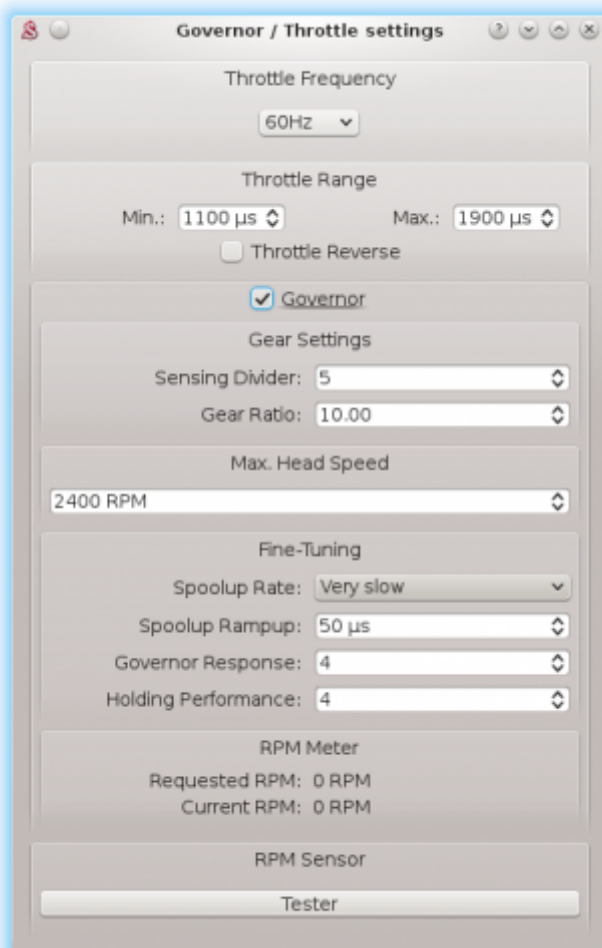 Governor / Throttle settings
Throttle Frequency
60Hz
Throttle Range
Min.: 1100 µs Max.: 1900 µs
Throttle Reverse
Governor
Gear Settings
Sensing Divider: 5
Gear Ratio: 10.00
Max. Head Speed
2400 RPM
Fine-Tuning
Spoolup Rate: Very slow
Spoolup Rampup: 50 µs
Governor Response: 4
Holding Performance: 4
RPM Meter
Requested RPM: 0 RPM
Current RPM: 0 RPM
RPM Sensor
Tester